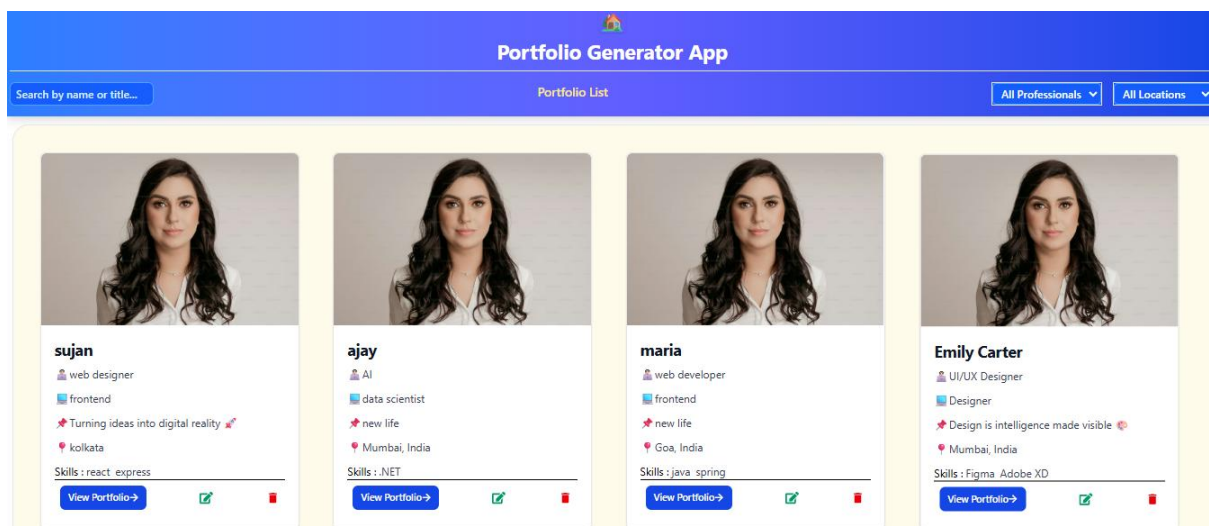 Portfolio Generator App
Search by name or title...
Portfolio List
All Professionals
All Locations
sujan
web designer
frontend
Turning ideas into digital reality 🚀
kolkata
Skills : react express
View Portfolio→
ajay
AI
data scientist
new life
Mumbai, India
Skills : .NET
View Portfolio→
maria
web developer
frontend
new life
Goa, India
Skills : java spring
View Portfolio→
Emily Carter
UI/UX Designer
Designer
Design is intelligence made visible 🎨
Mumbai, India
Skills : Figma Adobe XD
View Portfolio→